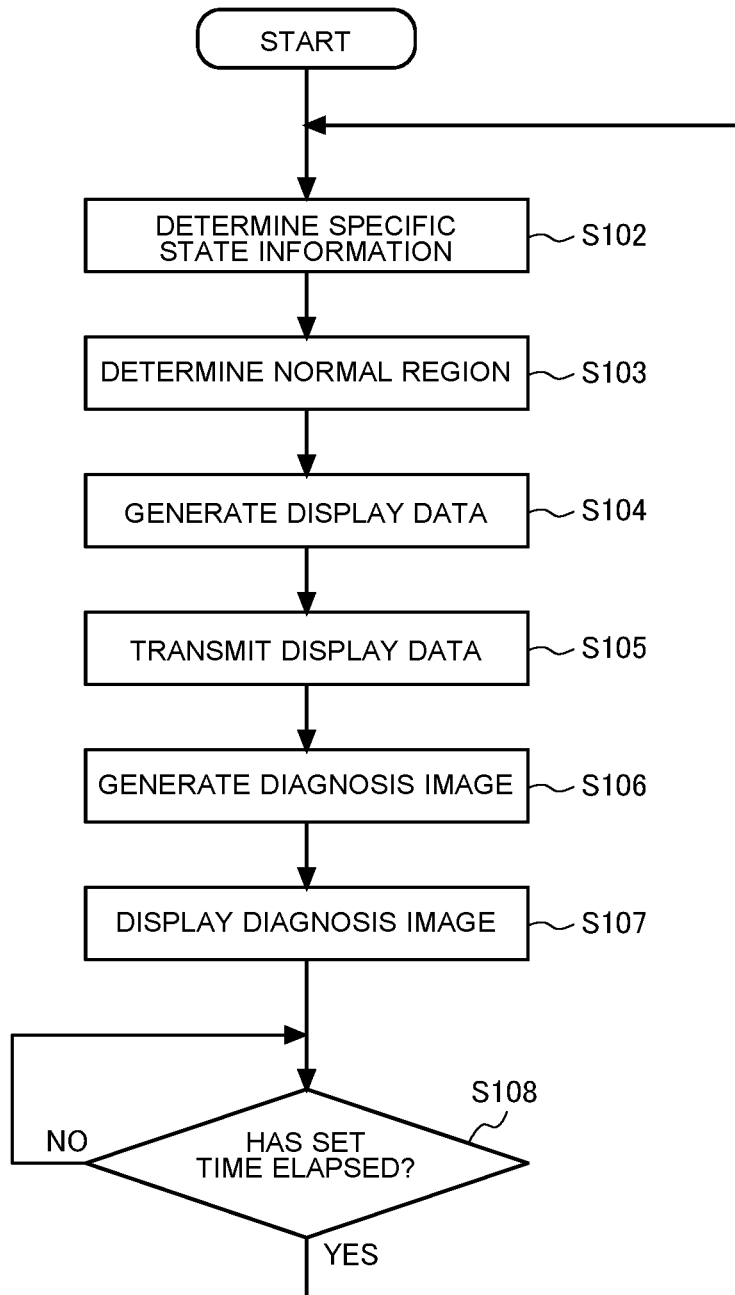 START
DETERMINE SPECIFIC
STATE INFORMATION
S102
DETERMINE NORMAL REGION
S103
GENERATE DISPLAY DATA
S104
TRANSMIT DISPLAY DATA
S105
GENERATE DIAGNOSIS IMAGE
S106
DISPLAY DIAGNOSIS IMAGE
S107
S108
HAS SET
TIME ELAPSED?
NO
YES